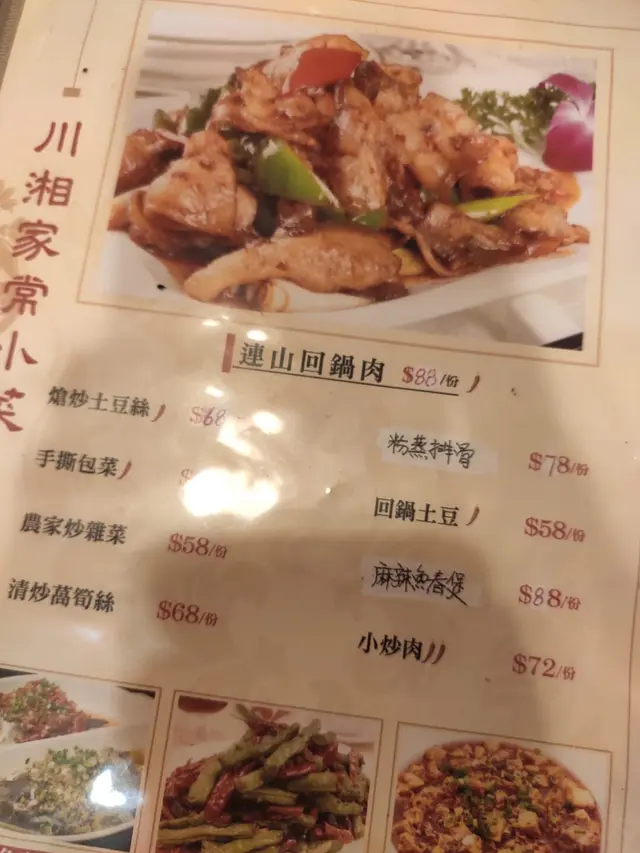 川湘家常小菜
連山回鍋肉 $88/份
熗炒土豆絲 $68
手撕包菜 $
農家炒雜菜 $58/份
清炒萵筍絲 $68/份
粉蒸排骨 $78/份
回鍋土豆 $58/份
麻辣魚春煲 $88/份
小炒肉 $72/份